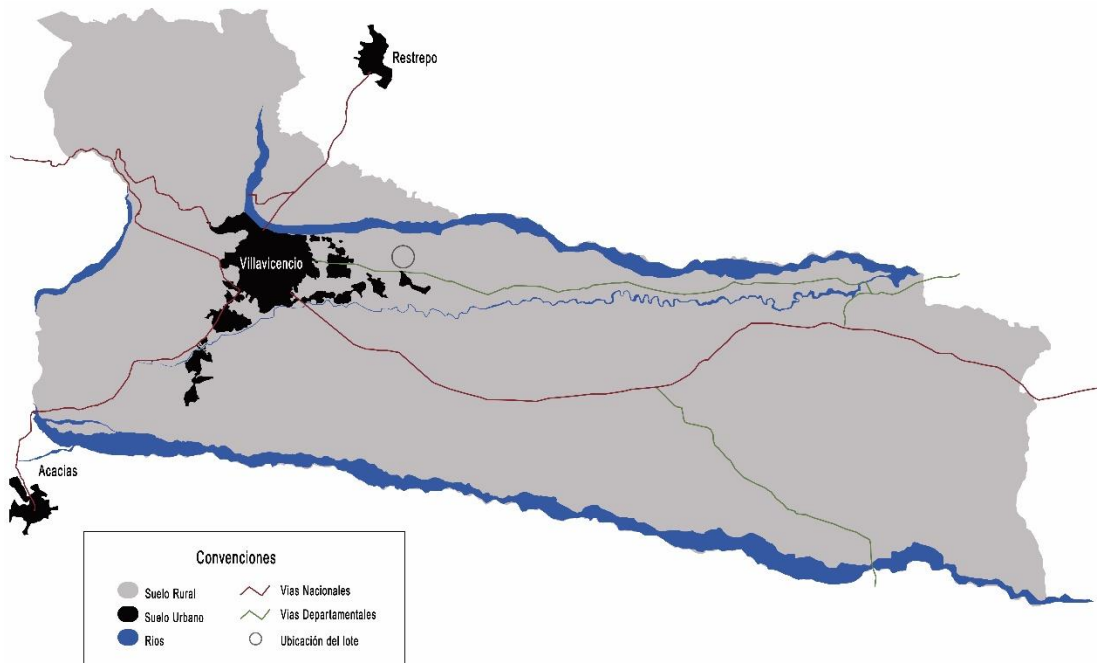 Restrepo
Villavicencio
Acacias
Convenciones
Suelo Rural
Vias Nacionales
Suelo Urbano
Vias Departamentales
Rios
Ubicación del lote